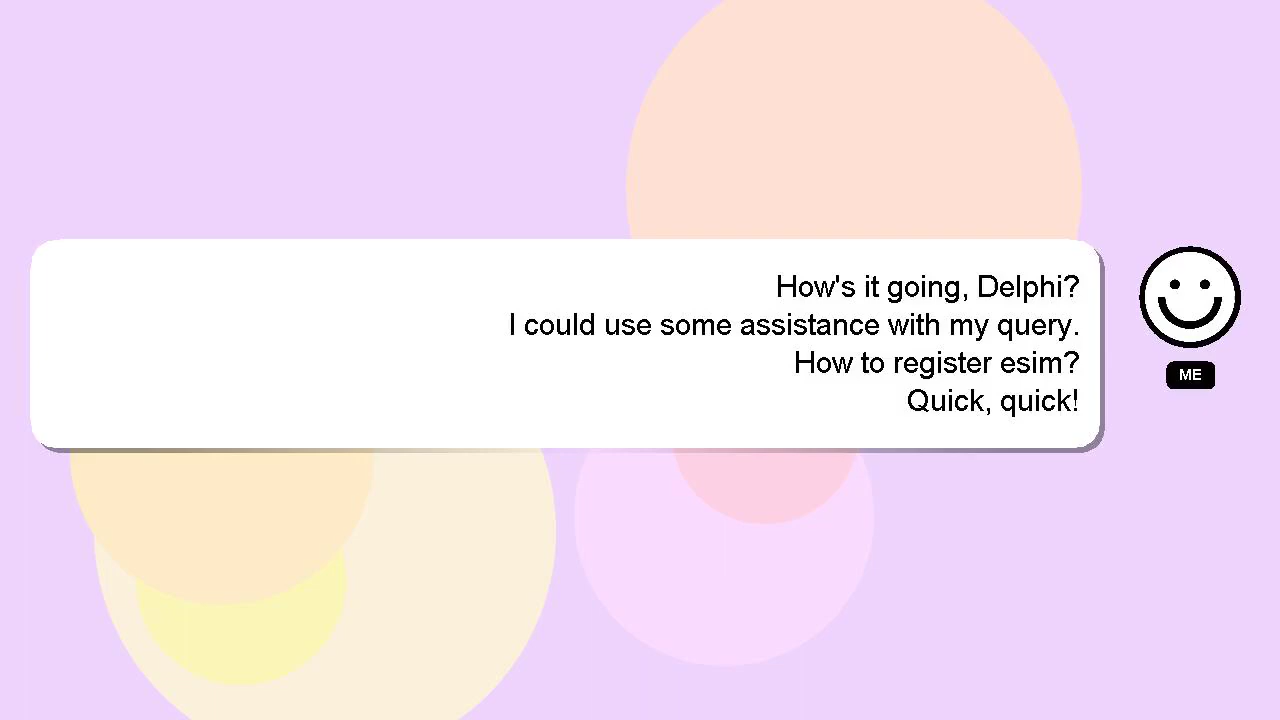 How's it going, Delphi?
I could use some assistance with my query.
How to register esim?
Quick, quick!
ME